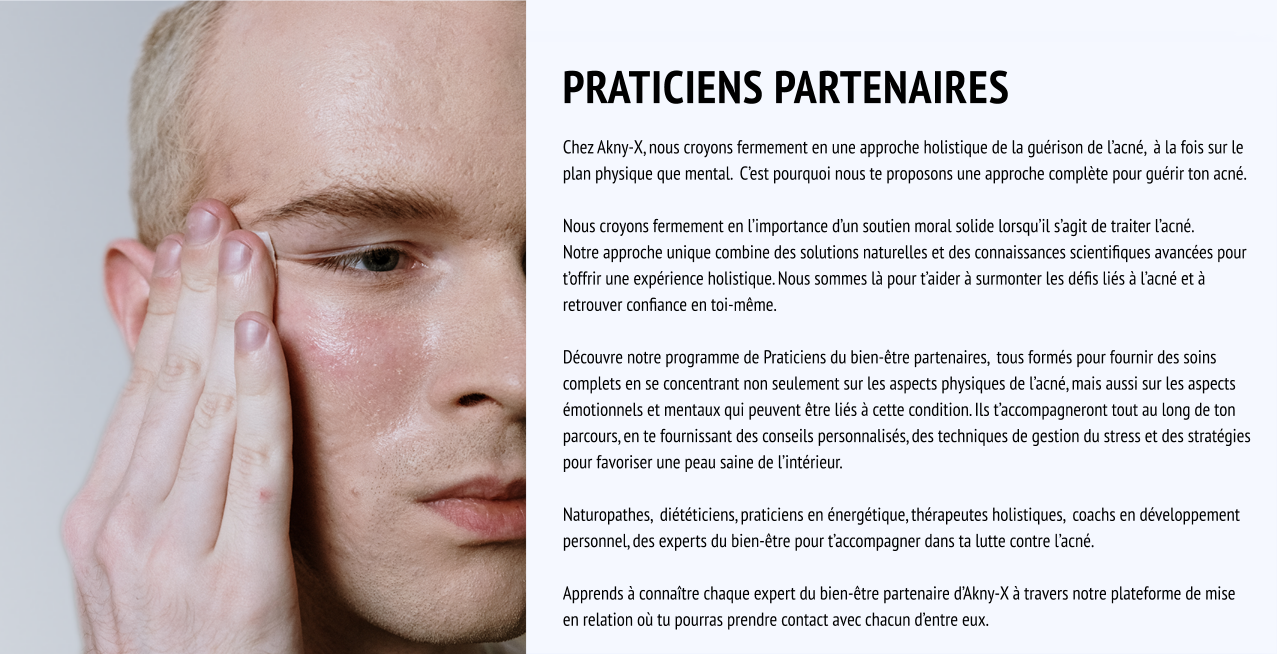 PRATICIENS PARTENAIRES
Chez Akny-X, nous croyons fermement en une approche holistique de la guérison de l'acné, à la fois sur le
plan physique que mental. C'est pourquoi nous te proposons une approche complète pour guérir ton acné.
Nous croyons fermement en l'importance d'un soutien moral solide lorsqu'il s'agit de traiter l'acné.
Notre approche unique combine des solutions naturelles et des connaissances scientifiques avancées pour
t'offrir une expérience holistique. Nous sommes là pour t'aider à surmonter les défis liés à l'acné et à
retrouver confiance en toi-même.
Découvre notre programme de Praticiens du bien-être partenaires, tous formés pour fournir des soins
complets en se concentrant non seulement sur les aspects physiques de l'acné, mais aussi sur les aspects
émotionnels et mentaux qui peuvent être liés à cette condition. Ils t'accompagneront tout au long de ton
parcours, en te fournissant des conseils personnalisés, des techniques de gestion du stress et des stratégies
pour favoriser une peau saine de l'intérieur.
Naturopathes, diététiciens, praticiens en énergétique, thérapeutes holistiques, coachs en développement
personnel, des experts du bien-être pour t'accompagner dans ta lutte contre l'acné.
Apprends à connaître chaque expert du bien-être partenaire d'Akny-X à travers notre plateforme de mise
en relation où tu pourras prendre contact avec chacun d'entre eux.